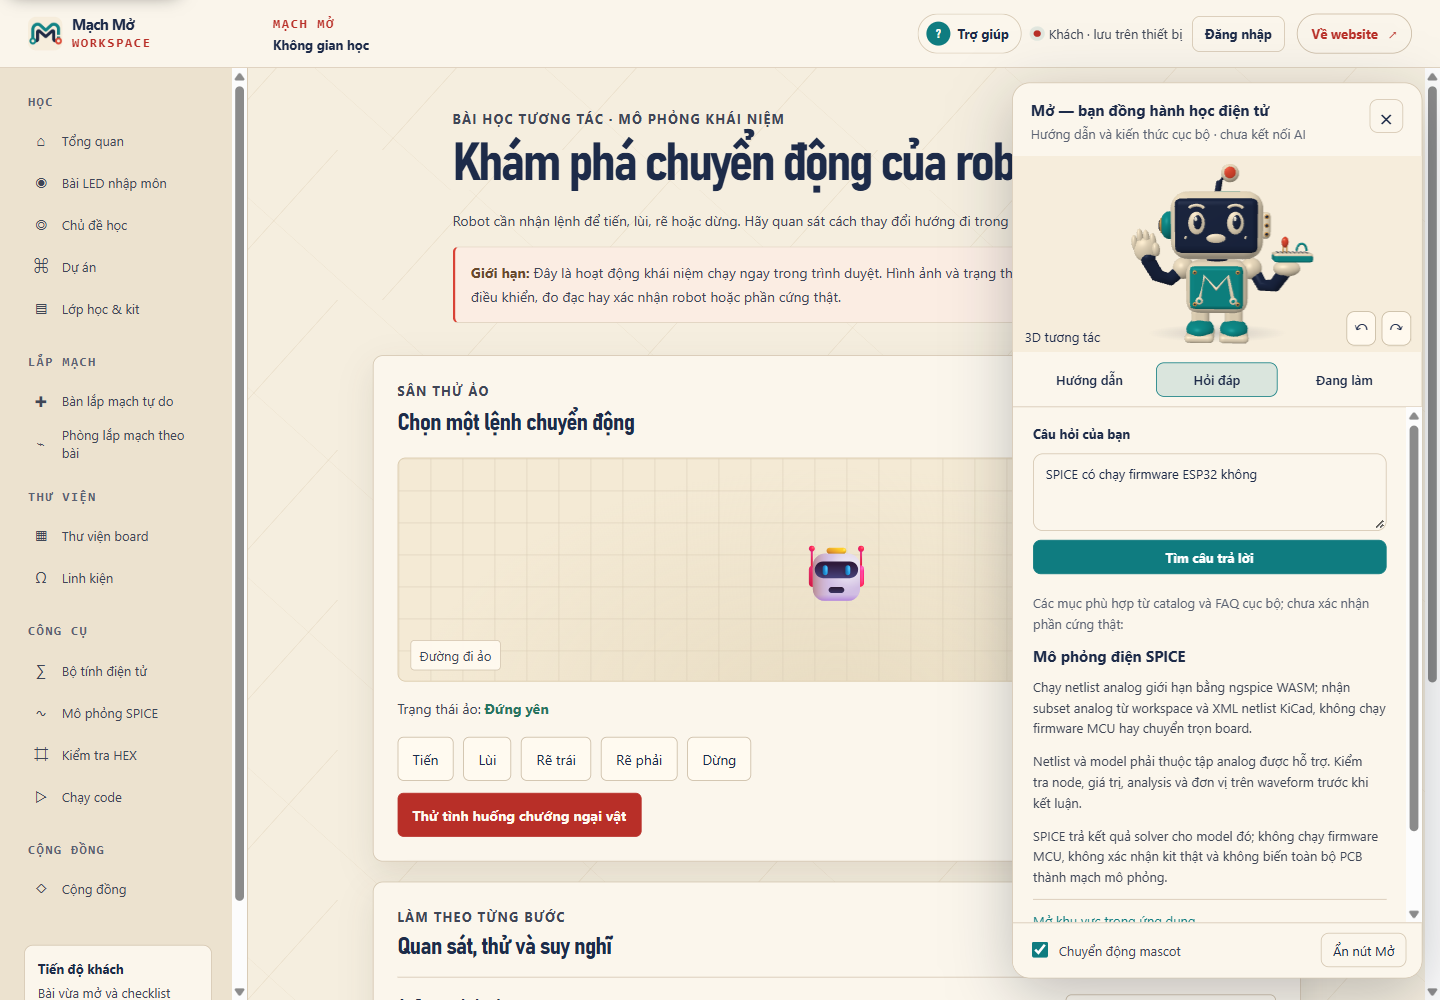 Mạch Mở
WORKSPACE
MẠCH MỞ
Không gian học
? Trợ giúp
Khách · lưu trên thiết bị
Đăng nhập
Về website ↗
HỌC
Tổng quan
Bài LED nhập môn
Chủ đề học
Dự án
Lớp học & kit
LẮP MẠCH
Bàn lắp mạch tự do
Phòng lắp mạch theo
bài
THƯ VIỆN
Thư viện board
Linh kiện
CÔNG CỤ
Bộ tính điện tử
Mô phỏng SPICE
Kiểm tra HEX
Chạy code
CỘNG ĐỒNG
Cộng đồng
Tiến độ khách
Bài vừa mở và checklist
BÀI HỌC TƯƠNG TÁC · MÔ PHỎNG KHÁI NIỆM
Khám phá chuyển động của rob
Robot cần nhận lệnh để tiến, lùi, rẽ hoặc dừng. Hãy quan sát cách thay đổi hướng đi trong
Giới hạn: Đây là hoạt động khái niệm chạy ngay trong trình duyệt. Hình ảnh và trạng th
điều khiển, đo đạc hay xác nhận robot hoặc phần cứng thật.
SÂN THỬ ẢO
Chọn một lệnh chuyển động
Đường đi ảo
Trạng thái ảo: Đứng yên
Tiến
Lùi
Rẽ trái
Rẽ phải
Dừng
Thử tình huống chướng ngại vật
LÀM THEO TỪNG BƯỚC
Quan sát, thử và suy nghĩ
Mở — bạn đồng hành học điện tử
Hướng dẫn và kiến thức cục bộ · chưa kết nối AI
3D tương tác
Hướng dẫn
Hỏi đáp
Đang làm
Câu hỏi của bạn
SPICE có chạy firmware ESP32 không
Tìm câu trả lời
Các mục phù hợp từ catalog và FAQ cục bộ; chưa xác nhận
phần cứng thật:
Mô phỏng điện SPICE
Chạy netlist analog giới hạn bằng ngspice WASM; nhận
subset analog từ workspace và XML netlist KiCad, không chạy
firmware MCU hay chuyển trọn board.
Netlist và model phải thuộc tập analog được hỗ trợ. Kiểm
tra node, giá trị, analysis và đơn vị trên waveform trước khi
kết luận.
SPICE trả kết quả solver cho model đó; không chạy firmware
MCU, không xác nhận kit thật và không biến toàn bộ PCB
thành mạch mô phỏng.
Mở khu vực trong ứng dụng
Chuyển động mascot
Ẩn nút Mở